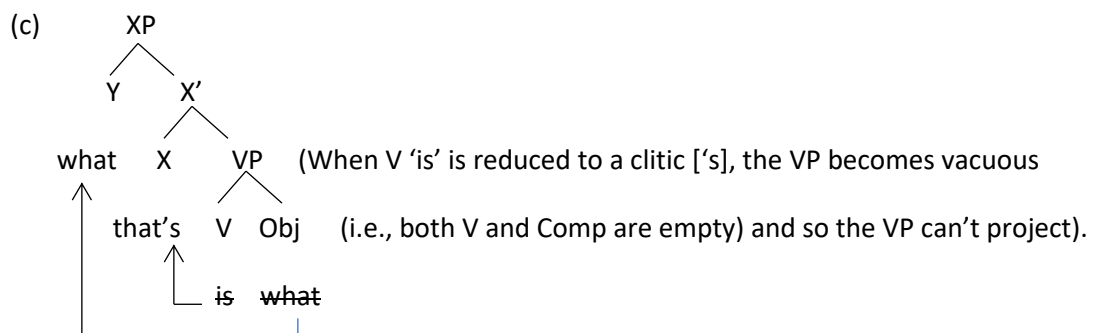 (c) XP
Y X’
what X VP (When V ‘is’ is reduced to a clitic [‘s], the VP becomes vacuous
that’s V Obj (i.e., both V and Comp are empty) and so the VP can’t project).
is what